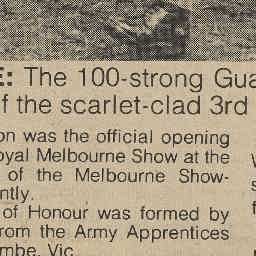 E: The 100-strong Gua
f the scarlet-clad 3rd
on was the official opening
oyal Melbourne Show at the
of the Melbourne Show-
ntly.
of Honour was formed by
rom the Army Apprentices
mbe, Vic